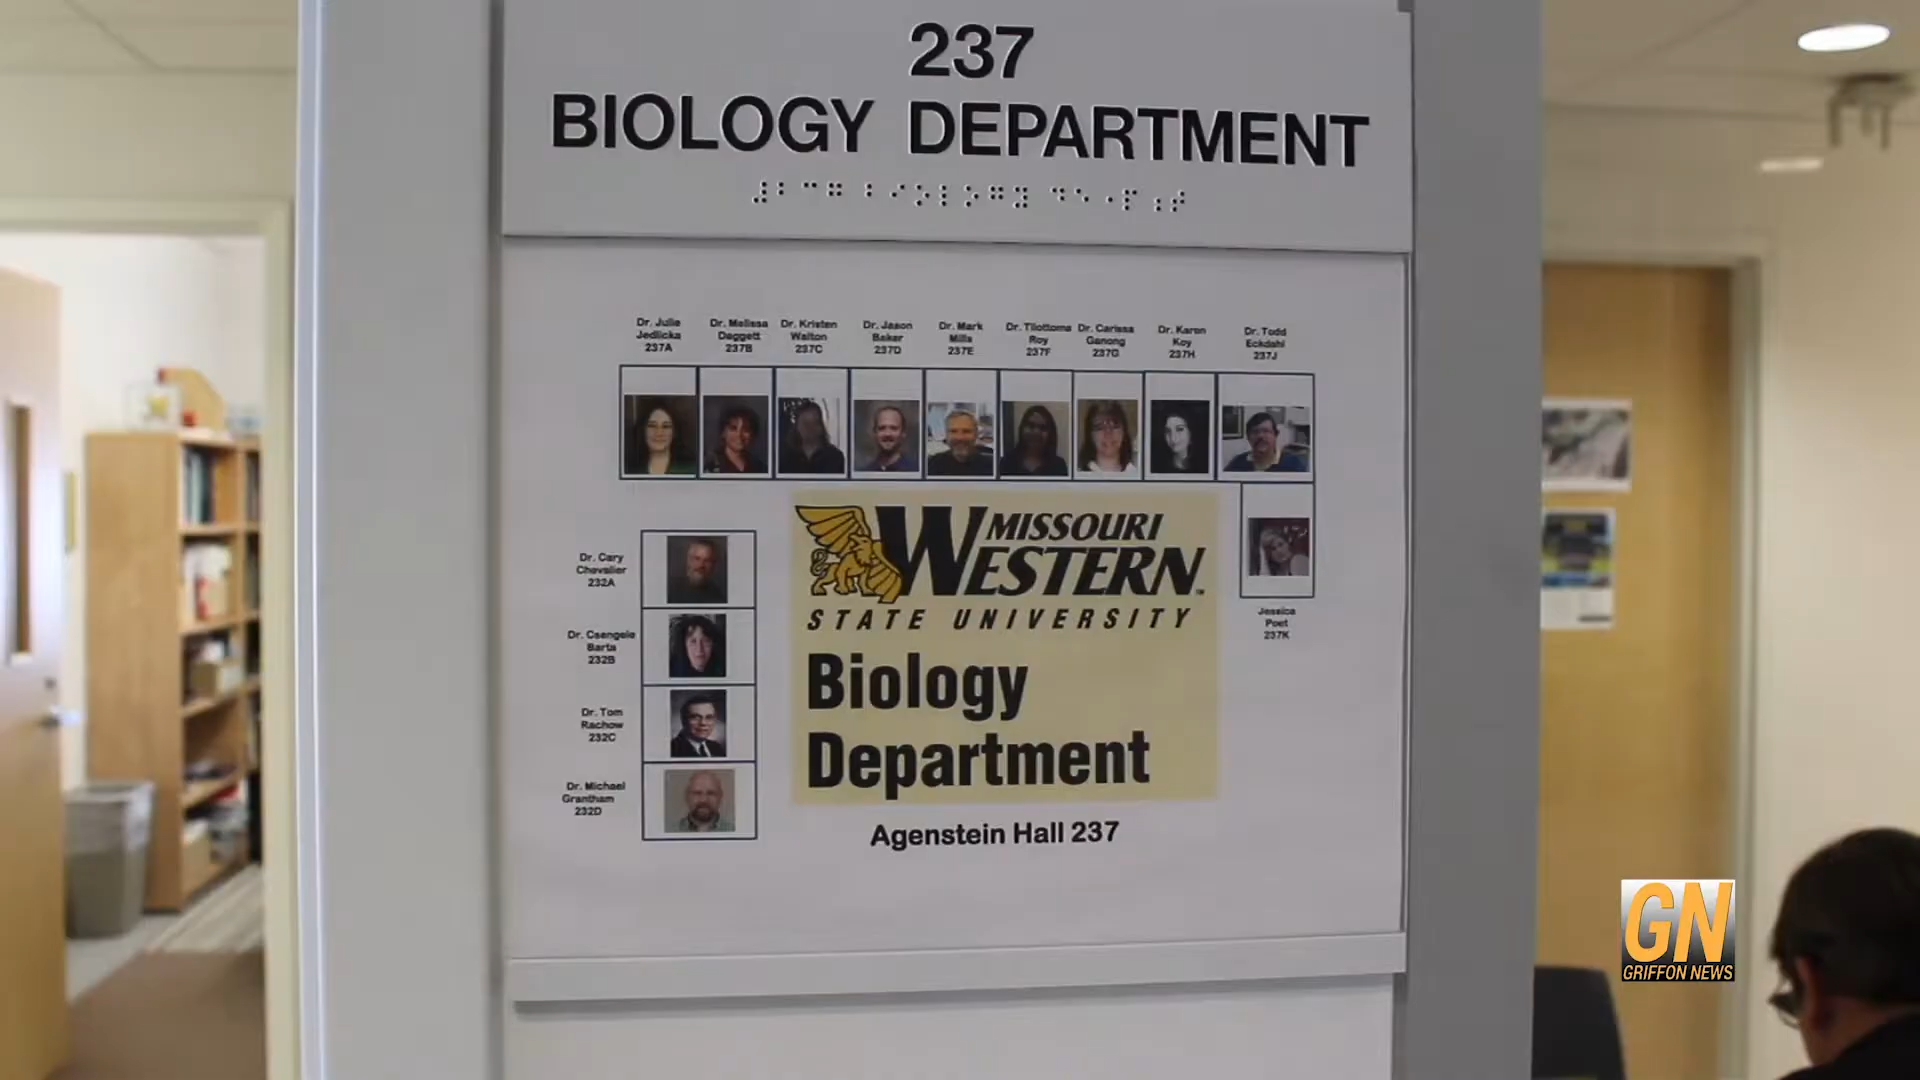 237
BIOLOGY DEPARTMENT
Dr. Julie
Jedlicka
237A
Dr. Melissa
Daggett
237B
Dr. Kristen
Walton
237C
Dr. Jason
Baker
237D
Dr. Mark
Mills
237E
Dr. Tilottoma
Roy
237F
Dr. Carissa
Ganong
237G
Dr. Karen
Koy
237H
Dr. Todd
Eckdahl
237J
Dr. Cary
Chevalier
232A
Dr. Csengele
Barta
232B
Dr. Tom
Rachow
232C
Dr. Michael
Grantham
232D
MISSOURI
WESTERN
STATE UNIVERSITY
Biology
Department
Jessica
Poet
237K
Agenstein Hall 237
GN
GRIFFON NEWS